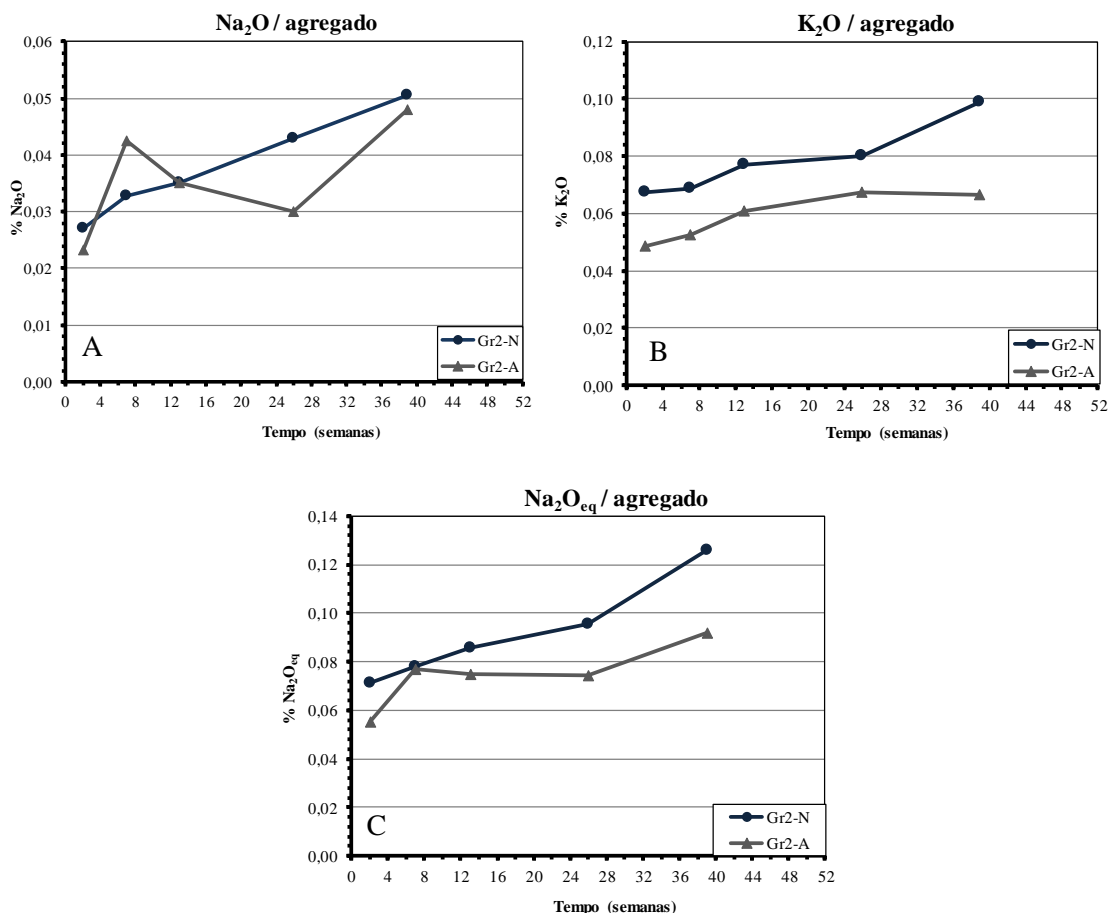 Na₂O / agregado
0,06
0,05
0,04
0,03
0,02
0,01
0,00
% Na₂O
A
Gr2-N
Gr2-A
0 4 8 12 16 20 24 28 32 36 40 44 48 52
Tempo (semanas)
K₂O / agregado
0,12
0,10
0,08
0,06
0,04
0,02
0,00
% K₂O
B
Gr2-N
Gr2-A
0 4 8 12 16 20 24 28 32 36 40 44 48 52
Tempo (semanas)
Na₂Oeq / agregado
0,14
0,12
0,10
0,08
0,06
0,04
0,02
0,00
% Na₂Oeq
C
Gr2-N
Gr2-A
0 4 8 12 16 20 24 28 32 36 40 44 48 52
Tempo (semanas)